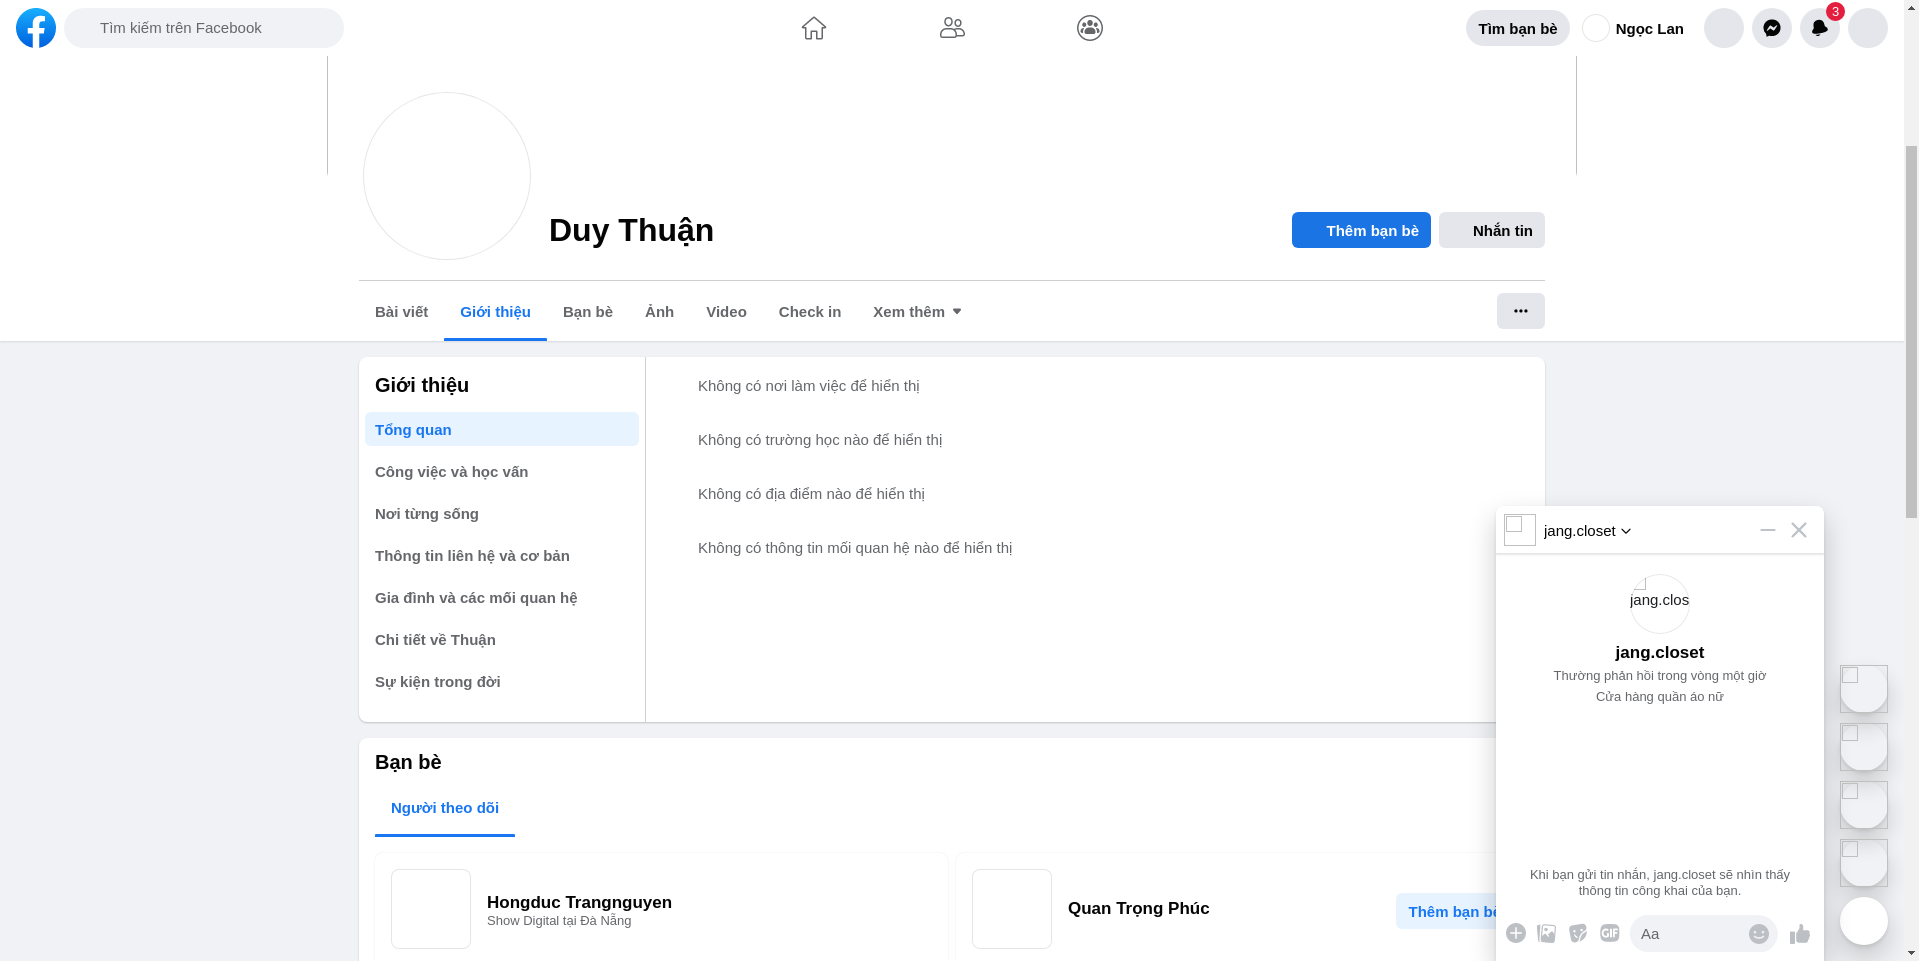 Tìm kiếm trên Facebook
Tìm bạn bè
Ngọc Lan
3
Duy Thuận
Thêm bạn bè
Nhắn tin
Bài viết
Giới thiệu
Bạn bè
Ảnh
Video
Check in
Xem thêm
Giới thiệu
Tổng quan
Công việc và học vấn
Nơi từng sống
Thông tin liên hệ và cơ bản
Gia đình và các mối quan hệ
Chi tiết về Thuận
Sự kiện trong đời
Không có nơi làm việc để hiển thị
Không có trường học nào để hiển thị
Không có địa điểm nào để hiển thị
Không có thông tin mối quan hệ nào để hiển thị
Bạn bè
Người theo dõi
Hongduc Trangnguyen
Show Digital tại Đà Nẵng
Quan Trọng Phúc
Thêm bạn bè
jang.closet
jang.clos
jang.closet
Thường phản hồi trong vòng một giờ
Cửa hàng quần áo nữ
Khi bạn gửi tin nhắn, jang.closet sẽ nhìn thấy
thông tin công khai của bạn.
GIF
Aa